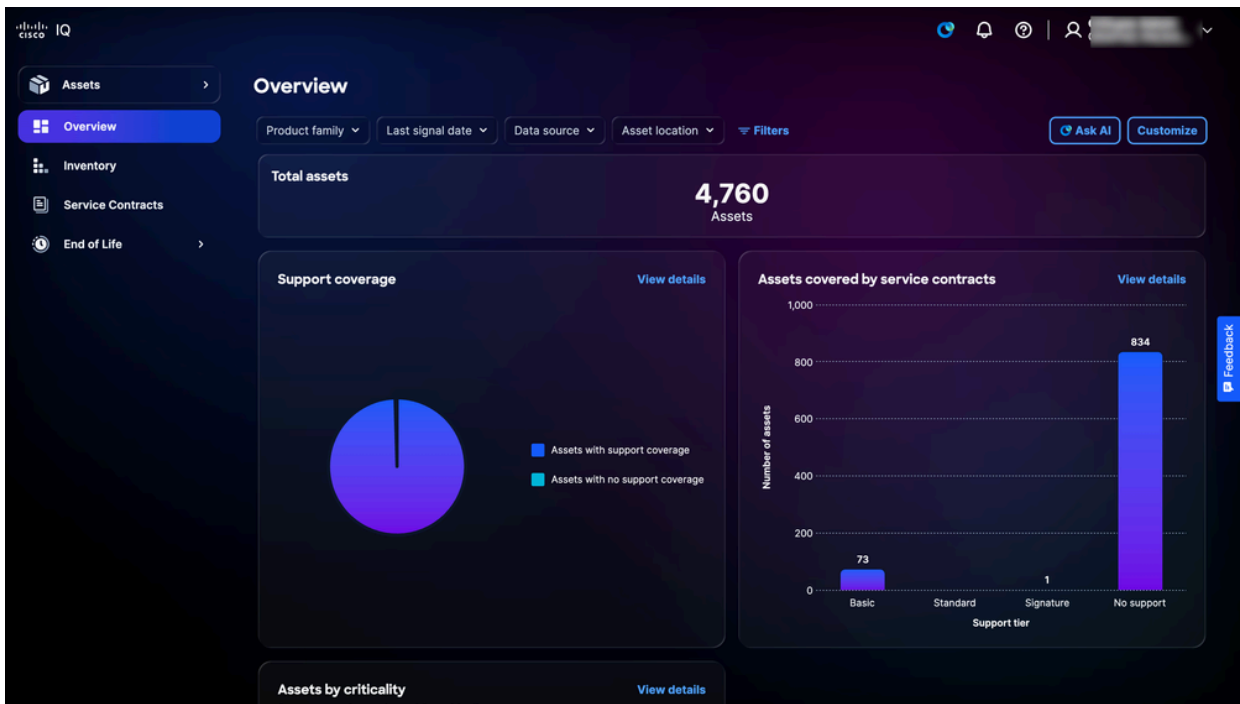 cisco IQ
Assets
Overview
Inventory
Service Contracts
End of Life
Overview
Product family
Last signal date
Data source
Asset location
Filters
Ask AI
Customize
Total assets
4,760
Assets
Support coverage
View details
Assets with support coverage
Assets with no support coverage
Assets covered by service contracts
View details
1,000
800
600
400
200
0
Number of assets
73
1
834
Basic
Standard
Signature
No support
Support tier
Feedback
Assets by criticality
View details